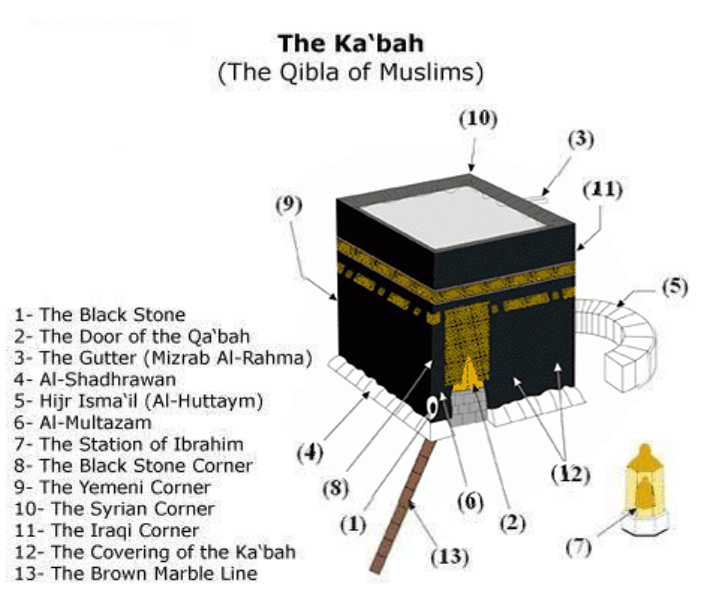 The Ka‘bah
(The Qibla of Muslims)
(10)
(3)
(11)
(9)
(5)
1- The Black Stone
2- The Door of the Qa‘bah
3- The Gutter (Mizrab Al-Rahma)
4- Al-Shadhrawan
5- Hijr Isma‘il (Al-Huttaym)
6- Al-Multazam
7- The Station of Ibrahim
8- The Black Stone Corner
9- The Yemeni Corner
10- The Syrian Corner
11- The Iraqi Corner
12- The Covering of the Ka‘bah
13- The Brown Marble Line
(4)
(8)
(1)
(6)
(2)
(12)
(13)
(7)